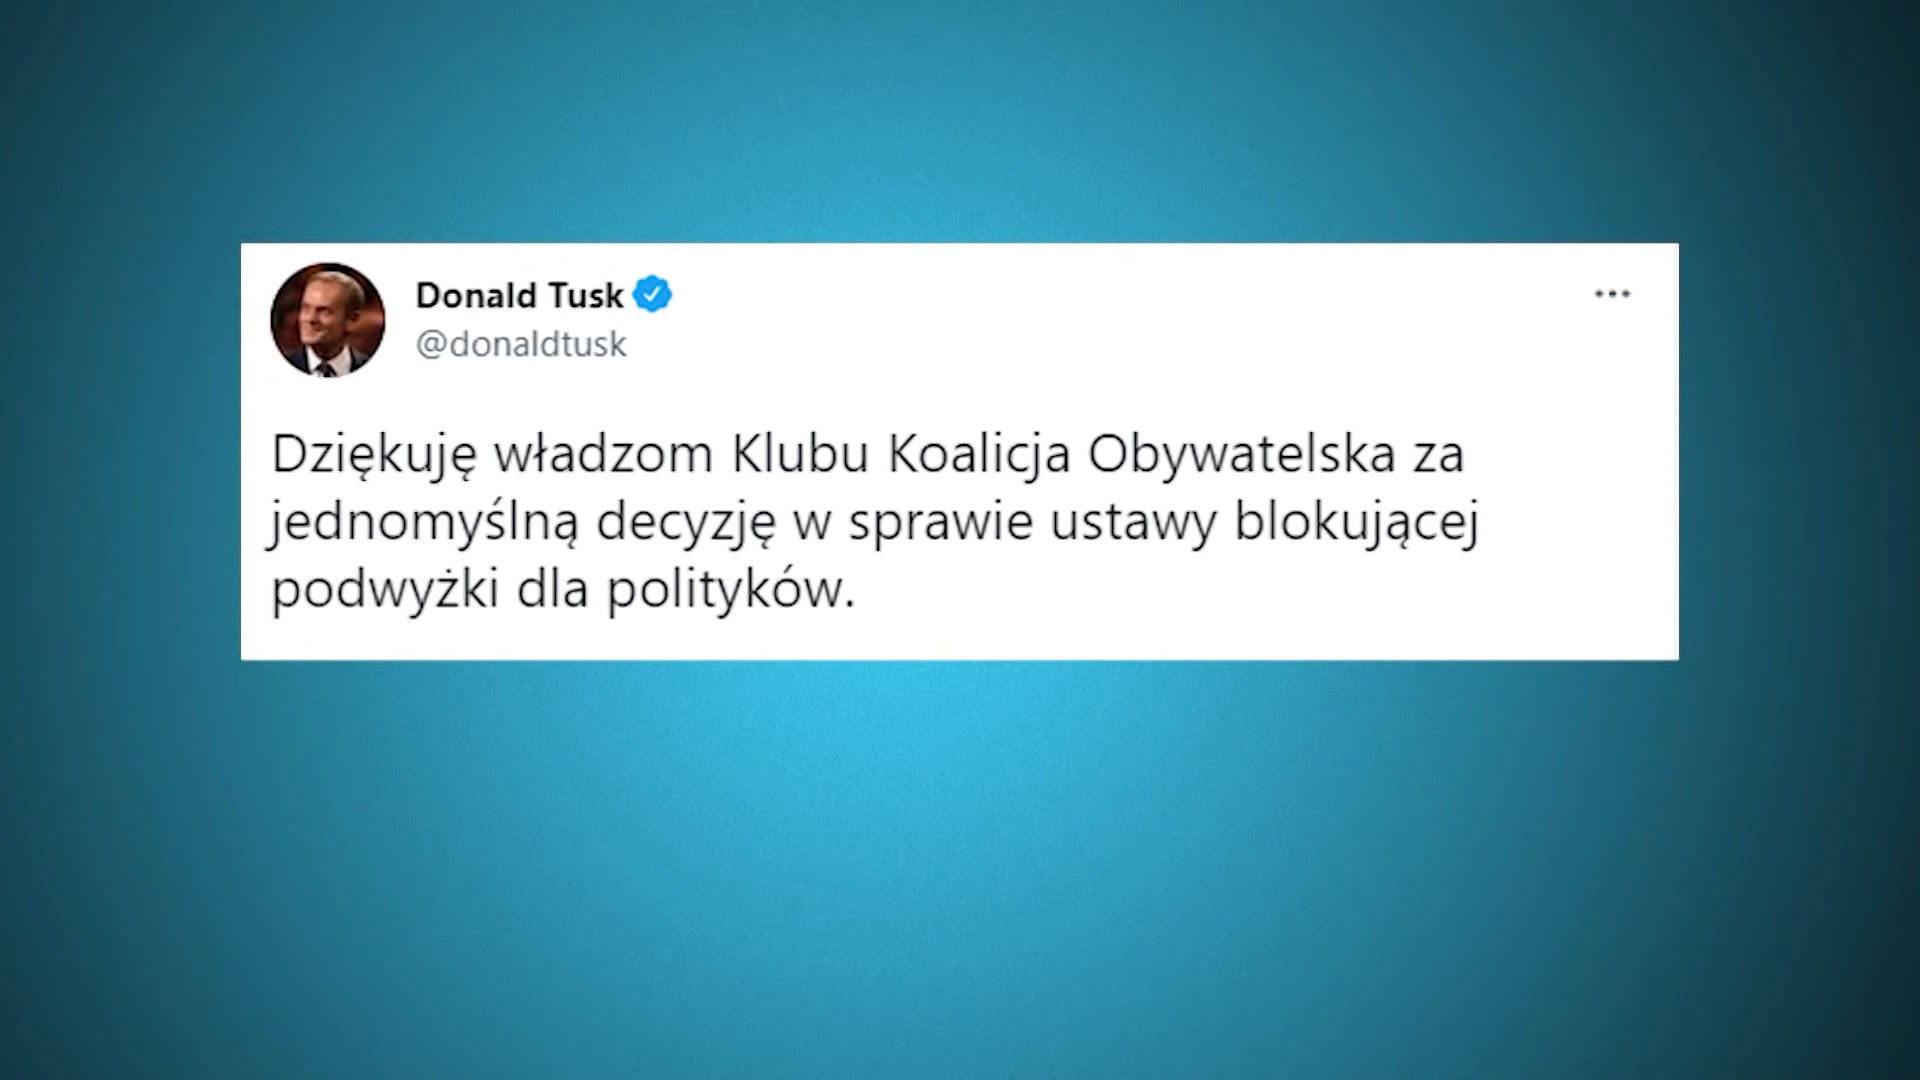 Donald Tusk
@donaldtusk
Dziękuję władzom Klubu Koalicja Obywatelska za
jednomyślną decyzję w sprawie ustawy blokującej
podwyżki dla polityków.